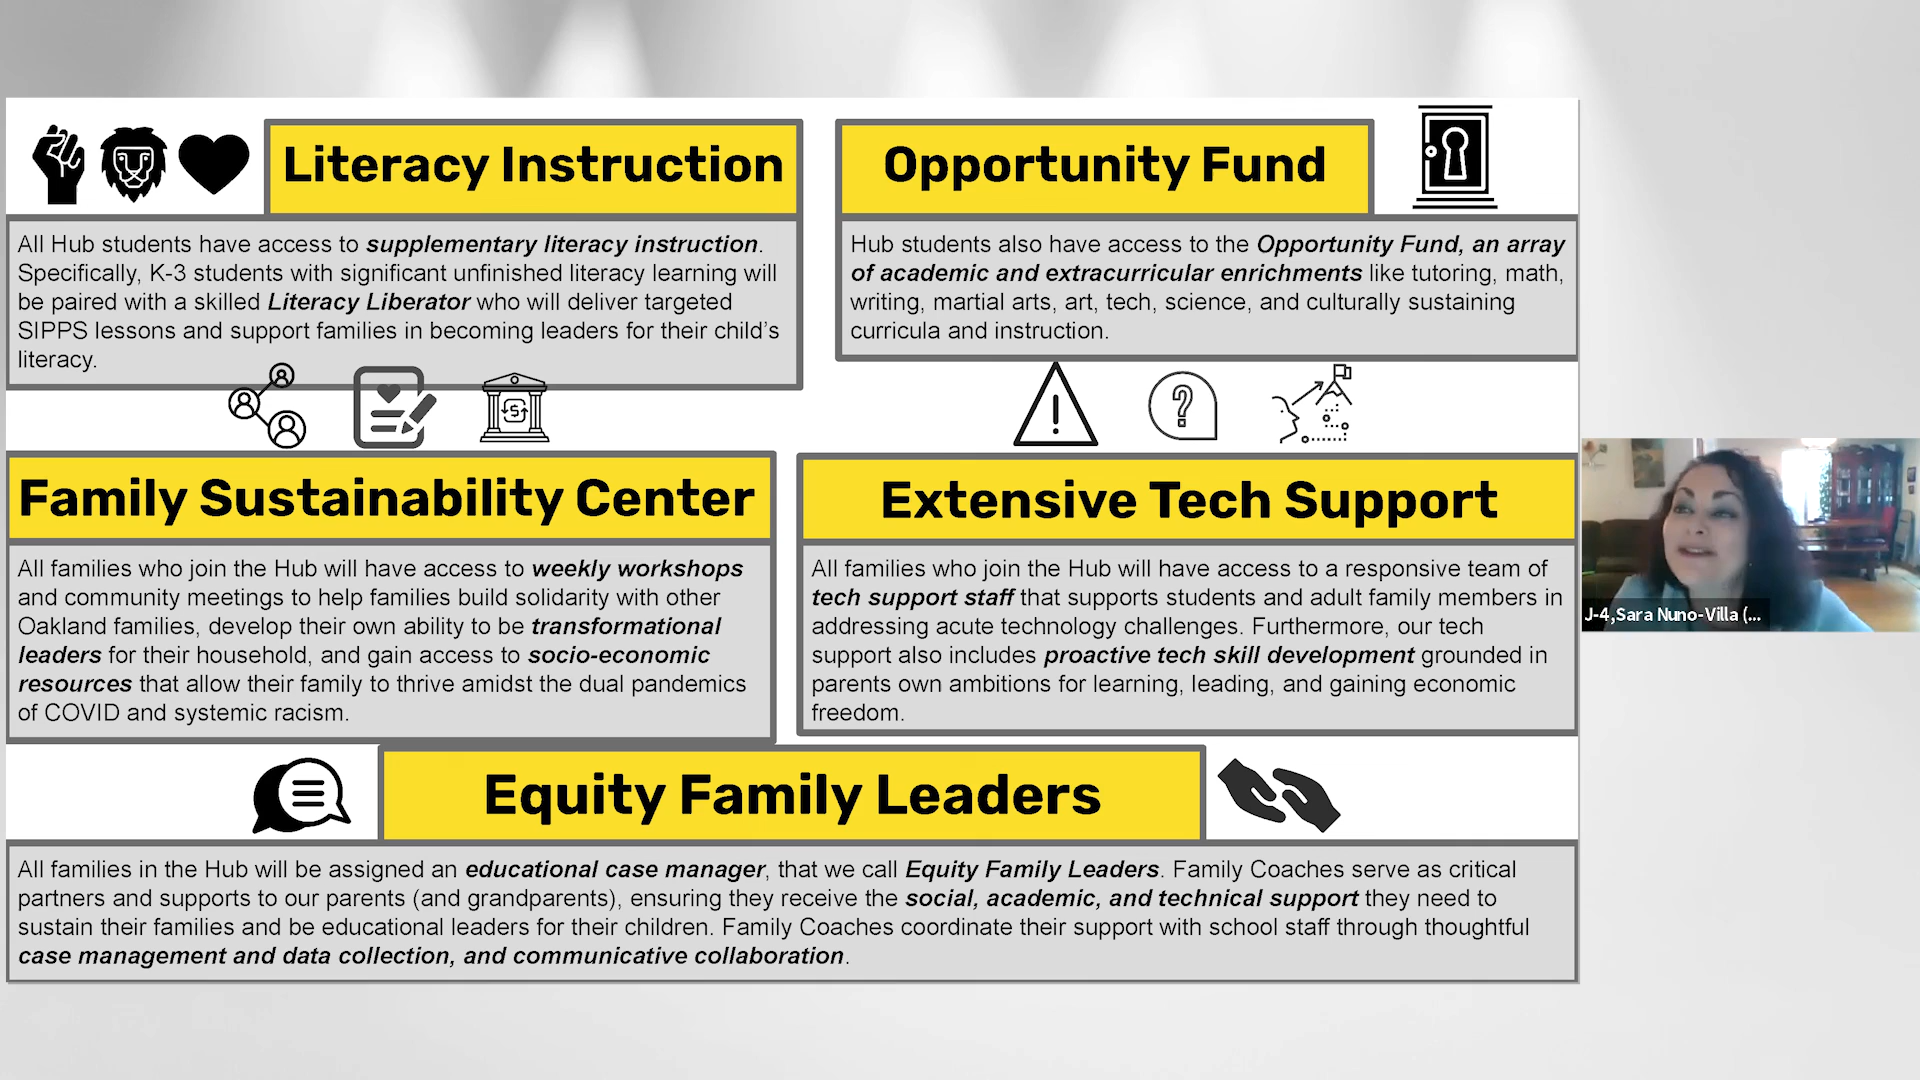 Literacy Instruction
All Hub students have access to supplementary literacy instruction.
Specifically, K-3 students with significant unfinished literacy learning will
be paired with a skilled Literacy Liberator who will deliver targeted
SIPPS lessons and support families in becoming leaders for their child's
literacy.
Opportunity Fund
Hub students also have access to the Opportunity Fund, an array
of academic and extracurricular enrichments like tutoring, math,
writing, martial arts, art, tech, science, and culturally sustaining
curricula and instruction.
Family Sustainability Center
All families who join the Hub will have access to weekly workshops
and community meetings to help families build solidarity with other
Oakland families, develop their own ability to be transformational
leaders for their household, and gain access to socio-economic
resources that allow their family to thrive amidst the dual pandemics
of COVID and systemic racism.
Extensive Tech Support
All families who join the Hub will have access to a responsive team of
tech support staff that supports students and adult family members in
addressing acute technology challenges. Furthermore, our tech
support also includes proactive tech skill development grounded in
parents own ambitions for learning, leading, and gaining economic
freedom.
J-4,Sara Nuno-Villa (...
Equity Family Leaders
All families in the Hub will be assigned an educational case manager, that we call Equity Family Leaders. Family Coaches serve as critical
partners and supports to our parents (and grandparents), ensuring they receive the social, academic, and technical support they need to
sustain their families and be educational leaders for their children. Family Coaches coordinate their support with school staff through thoughtful
case management and data collection, and communicative collaboration.